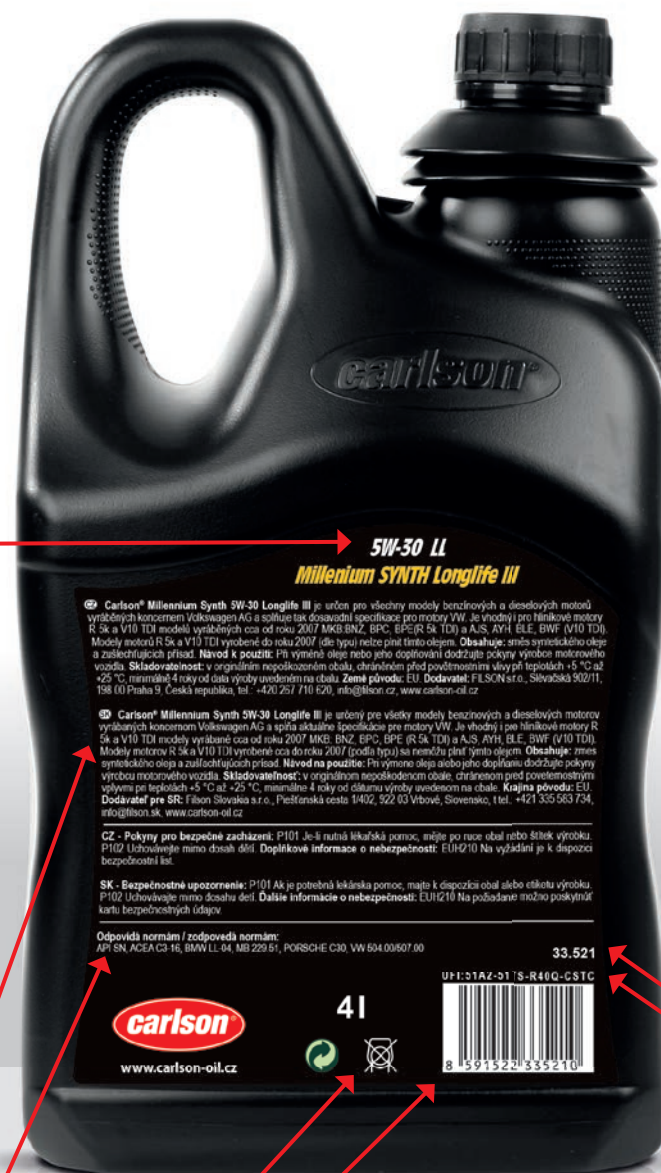 carlson®
5W-30 LL
Millenium SYNTH Longlife III
CZ Carlson® Millennium Synth 5W-30 Longlife III je určen pro všechny modely benzinových a dieselových motorů
vyráběných koncernem Volkswagen AG a splňuje tak dosavadní specifikace pro motory VW. Je vhodný i pro hliníkové motory
R 5k a V10 TDI modelů vyráběných cca od roku 2007 MKB:BNZ, BPC, BPE(R 5k TDI) a AJS, AYH, BLE, BWF (V10 TDI).
Modely motorů R 5k a V10 TDI vyrobené do roku 2007 (dle typu) nelze plnit tímto olejem. Obsahuje: směs syntetického oleje
a zušlechťujících přísad. Návod k použití: Při výměně oleje nebo jeho doplňování dodržujte pokyny výrobce motorového
vozidla. Skladovatelnost: v originálním nepoškozeném obalu, chráněném před povětrnostními vlivy při teplotách +5 °C až
+25 °C, minimálně 4 roky od data výroby uvedeném na obalu. Země původu: EU. Dodavatel: FILSON s.r.o., Slévačská 902/11,
198 00 Praha 9, Česká republika, tel.: +420 267 710 620, info@filson.cz, www.carlson-oil.cz
SK Carlson® Millennium Synth 5W-30 Longlife III je určený pre všetky modely benzinových a dieselových motorov
vyrábaných koncernom Volkswagen AG a spĺňa aktuálne špecifikácie pre motory VW. Je vhodný i pre hliníkové motory R
5k a V10 TDI modely vyrábané cca od roku 2007 MKB: BNZ, BPC, BPE (R 5k TDI) a AJS, AYH, BLE, BWF (V10 TDI).
Modely motorov R 5k a V10 TDI vyrobené cca do roku 2007 (podľa typu) sa nemôžu plniť týmto olejom. Obsahuje: zmes
syntetického oleja a zušľachťujúcich prísad. Návod na použitie: Pri výmene oleja alebo jeho dopĺňaniu dodržujte pokyny
výrobcu motorového vozidla. Skladovateľnosť: v originálnom nepoškodenom obale, chránenom pred poveternostnými
vplyvmi pri teplotách +5 °C až +25 °C, minimálne 4 roky od dátumu výroby uvedenom na obale. Krajina pôvodu: EU.
Dodávateľ pre SR: Filson Slovakia s.r.o., Piešťanská cesta 1/402, 922 03 Vrbové, Slovensko, t.tel. +421 335 583 734,
info@filson.sk, www.carlson-oil.cz
CZ - Pokyny pro bezpečné zacházení: P101 Je-li nutná lékařská pomoc, mějte po ruce obal nebo štítek výrobku.
P102 Uchovávejte mimo dosah dětí. Doplňkové informace o nebezpečnosti: EUH210 Na vyžádání je k dispozici
bezpečnostní list.
SK - Bezpečnostné upozornenie: P101 Ak je potrebná lekárska pomoc, majte k dispozícii obal alebo etiketu výrobku.
P102 Uchovávajte mimo dosahu detí. Ďalšie informácie o nebezpečnosti: EUH210 Na požiadanie možno poskytnúť
kartu bezpečnostných údajov.
Odpovídá normám / zodpovedá normám:
API SN, ACEA C3-16, BMW LL-04, MB 229.51, PORSCHE C30, VW 504.00/507.00
33.521
UFI:51A2-51TS-R40Q-CSTC
carlson®
4l
www.carlson-oil.cz
8 591522 335210